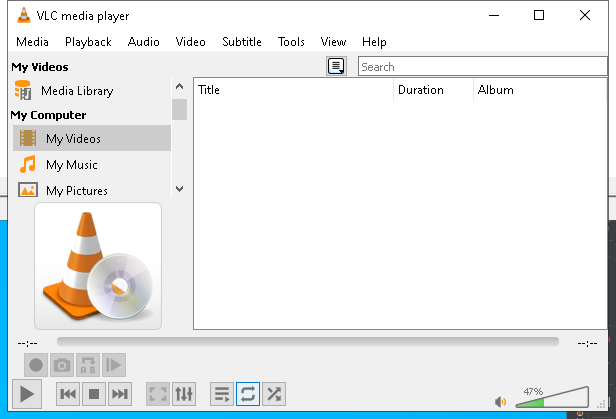 VLC media player
Media Playback Audio Video Subtitle Tools View Help
My Videos
Search
Media Library
Title Duration Album
My Computer
My Videos
My Music
My Pictures
--:-- --:--
A B
47%